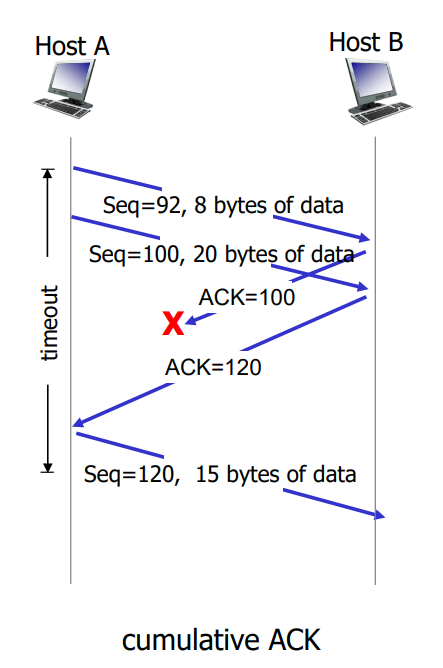 Host A
Host B
Seq=92, 8 bytes of data
Seq=100, 20 bytes of data
ACK=100
X
timeout
ACK=120
Seq=120,  15 bytes of data
cumulative ACK